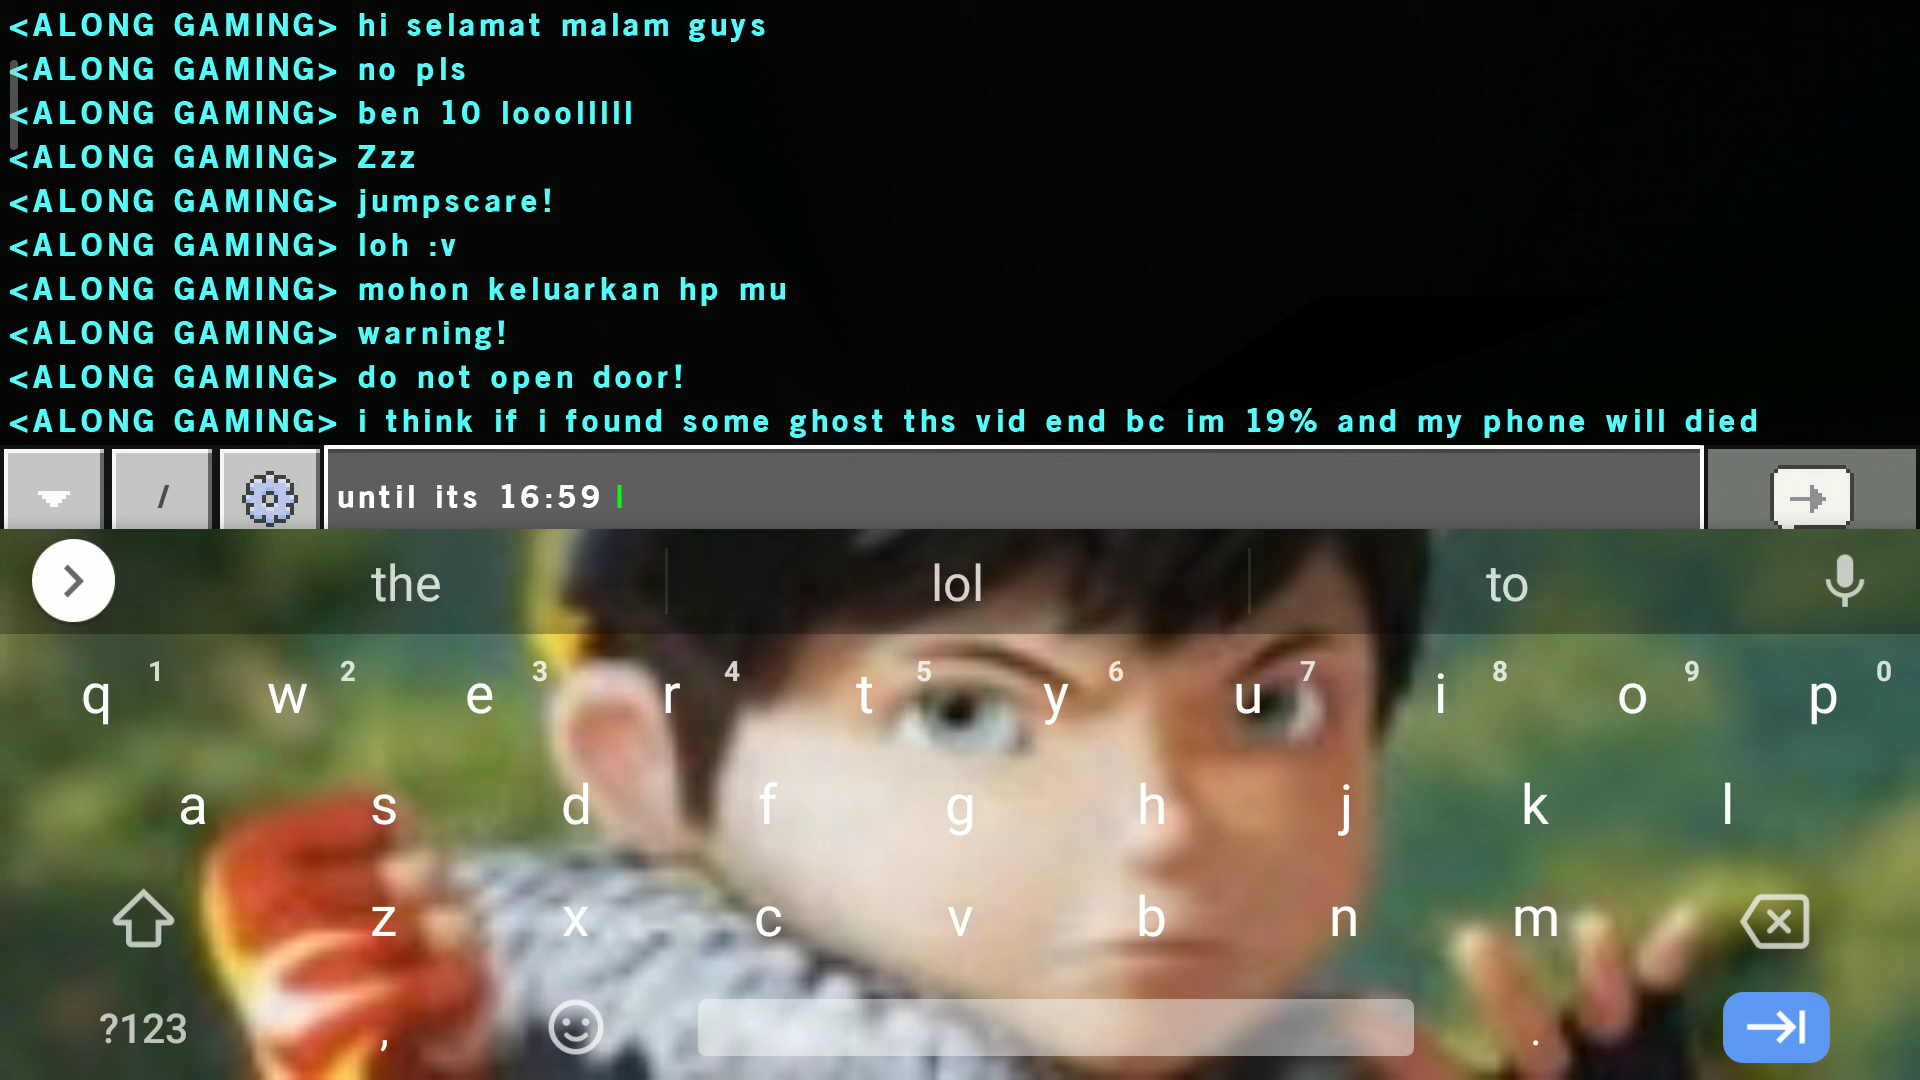 <ALONG GAMING> hi selamat malam guys
<ALONG GAMING> no pls
<ALONG GAMING> ben 10 looolllll
<ALONG GAMING> Zzz
<ALONG GAMING> jumpscare!
<ALONG GAMING> loh :v
<ALONG GAMING> mohon keluarkan hp mu
<ALONG GAMING> warning!
<ALONG GAMING> do not open door!
<ALONG GAMING> i think if i found some ghost ths vid end bc im 19% and my phone will died
/ until its 16:59
the lol to
q 1 w 2 e 3 r 4 t 5 y 6 u 7 i 8 o 9 p 0
a s d f g h j k l
z x c v b n m
?123 , .